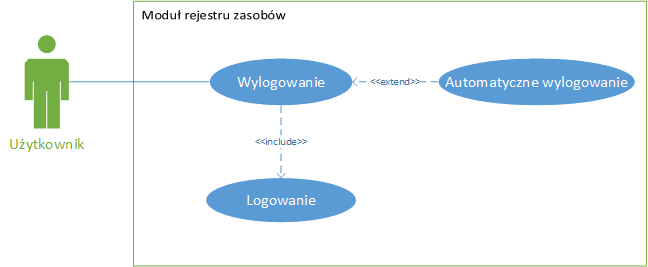 Moduł rejestru zasobów
Wylogowanie
<<extend>>
Automatyczne wylogowanie
Użytkownik
<<include>>
Logowanie